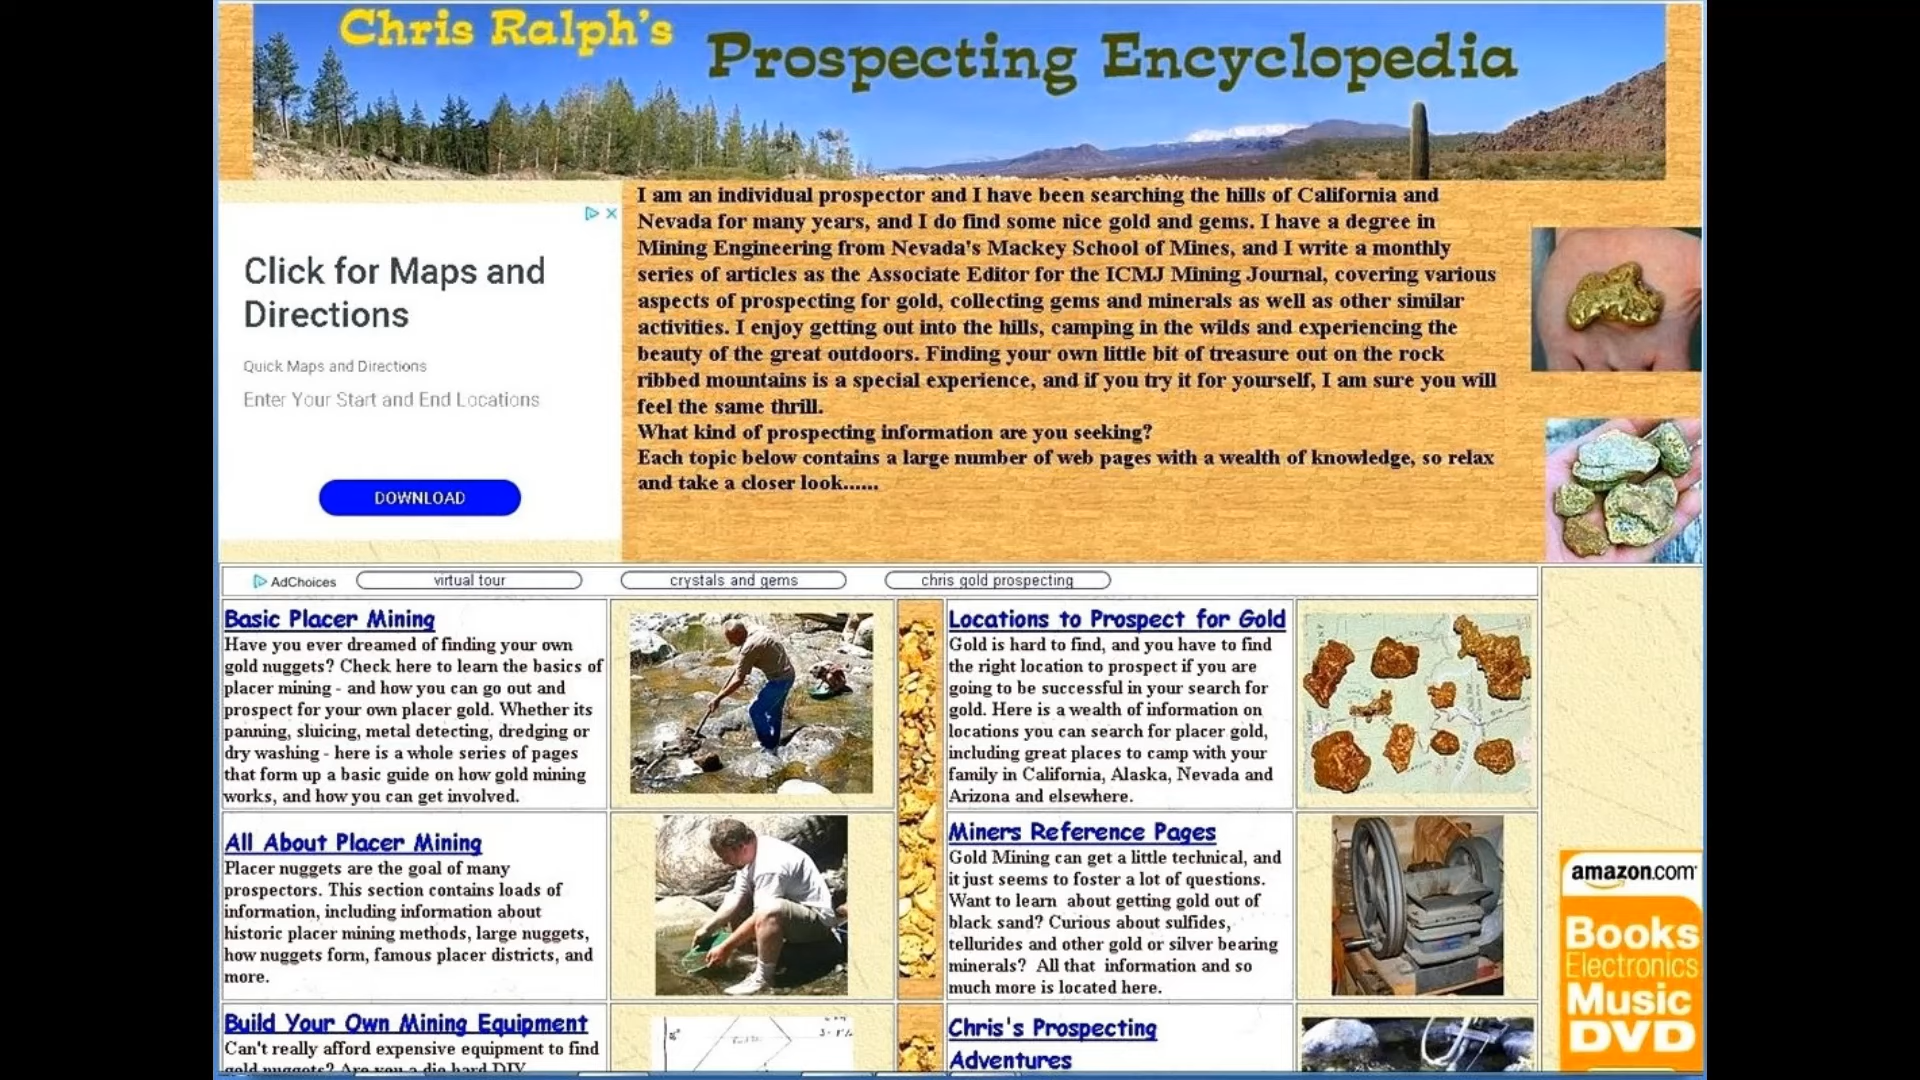 Chris Ralph's
Prospecting Encyclopedia
Click for Maps and
Directions
Quick Maps and Directions
Enter Your Start and End Locations
DOWNLOAD
I am an individual prospector and I have been searching the hills of California and
Nevada for many years, and I do find some nice gold and gems. I have a degree in
Mining Engineering from Nevada's Mackey School of Mines, and I write a monthly
series of articles as the Associate Editor for the ICMJ Mining Journal, covering various
aspects of prospecting for gold, collecting gems and minerals as well as other similar
activities. I enjoy getting out into the hills, camping in the wilds and experiencing the
beauty of the great outdoors. Finding your own little bit of treasure out on the rock
ribbed mountains is a special experience, and if you try it for yourself, I am sure you will
feel the same thrill.
What kind of prospecting information are you seeking?
Each topic below contains a large number of web pages with a wealth of knowledge, so relax
and take a closer look......
AdChoices
virtual tour
crystals and gems
chris gold prospecting
Basic Placer Mining
Have you ever dreamed of finding your own
gold nuggets? Check here to learn the basics of
placer mining - and how you can go out and
prospect for your own placer gold. Whether its
panning, sluicing, metal detecting, dredging or
dry washing - here is a whole series of pages
that form up a basic guide on how gold mining
works, and how you can get involved.
Locations to Prospect for Gold
Gold is hard to find, and you have to find
the right location to prospect if you are
going to be successful in your search for
gold. Here is a wealth of information on
locations you can search for placer gold,
including great places to camp with your
family in California, Alaska, Nevada and
Arizona and elsewhere.
All About Placer Mining
Placer nuggets are the goal of many
prospectors. This section contains loads of
information, including information about
historic placer mining methods, large nuggets,
how nuggets form, famous placer districts, and
more.
Miners Reference Pages
Gold Mining can get a little technical, and
it just seems to foster a lot of questions.
Want to learn about getting gold out of
black sand? Curious about sulfides,
tellurides and other gold or silver bearing
minerals? All that information and so
much more is located here.
amazon.com
Books
Electronics
Music
DVD
Build Your Own Mining Equipment
Can't really afford expensive equipment to find
gold nuggets? Are you a die hard DIY
Chris's Prospecting
Adventures